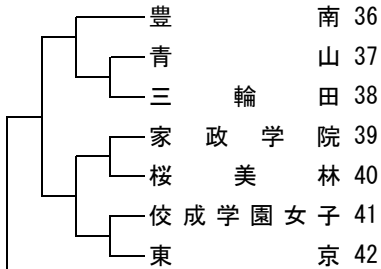 豊南 36
青山 37
三輪田 38
家政学院 39
桜美林 40
佼成学園女子 41
東京 42